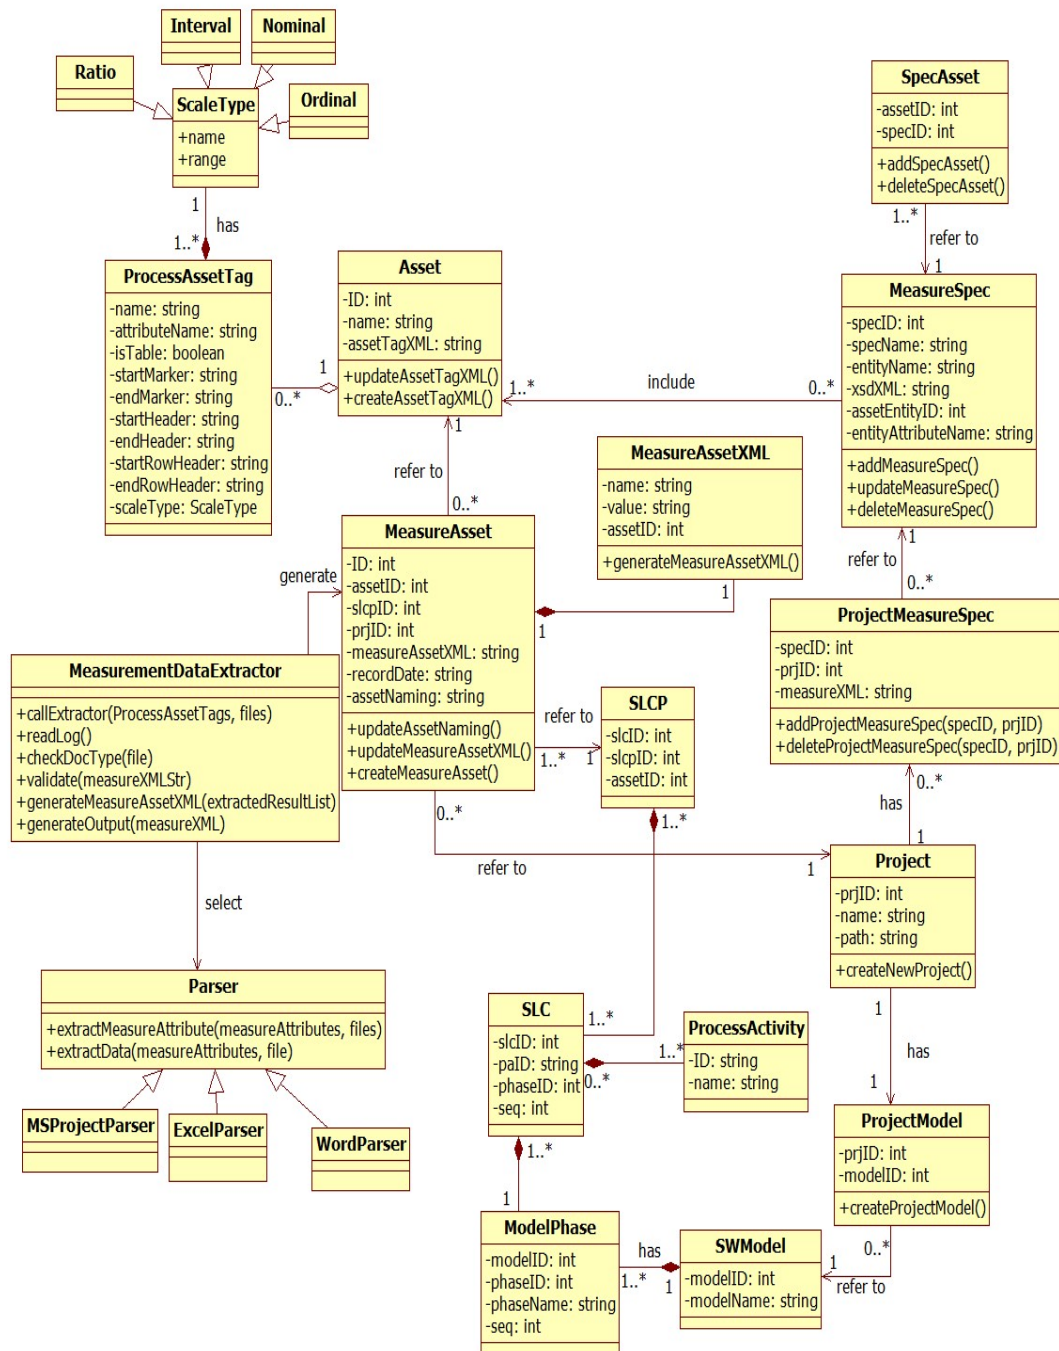 Interval
Nominal
Ratio
ScaleType
+name
+range
Ordinal
SpecAsset
-assetID: int
-specID: int
+addSpecAsset()
+deleteSpecAsset()
1
has
1..*
1..*
refer to
1
ProcessAssetTag
-name: string
-attributeName: string
-isTable: boolean
-startMarker: string
-endMarker: string
-startHeader: string
-endHeader: string
-startRowHeader: string
-endRowHeader: string
-scaleType: ScaleType
1
0..*
Asset
-ID: int
-name: string
-assetTagXML: string
+updateAssetTagXML()
+createAssetTagXML()
1..*
include
0..*
MeasureSpec
-specID: int
-specName: string
-entityName: string
-xsdXML: string
-assetEntityID: int
-entityAttributeName: string
+addMeasureSpec()
+updateMeasureSpec()
+deleteMeasureSpec()
1
refer to
0..*
MeasureAssetXML
-name: string
-value: string
-assetID: int
+generateMeasureAssetXML()
1
1
1
refer to
0..*
MeasureAsset
-ID: int
-assetID: int
-slcpID: int
-prjID: int
-measureAssetXML: string
-recordDate: string
-assetNaming: string
+updateAssetNaming()
+updateMeasureAssetXML()
+createMeasureAsset()
generate
MeasurementDataExtractor
+callExtractor(ProcessAssetTags, files)
+readLog()
+checkDocType(file)
+validate(measureXMLStr)
+generateMeasureAssetXML(extractedResultList)
+generateOutput(measureXML)
refer to
1..*
1
SLCP
-slcID: int
-slcpID: int
-assetID: int
1..*
ProjectMeasureSpec
-specID: int
-prjID: int
-measureXML: string
+addProjectMeasureSpec(specID, prjID)
+deleteProjectMeasureSpec(specID, prjID)
0..*
has
1
0..*
refer to
1
Project
-prjID: int
-name: string
-path: string
+createNewProject()
select
Parser
+extractMeasureAttribute(measureAttributes, files)
+extractData(measureAttributes, file)
MSProjectParser
ExcelParser
WordParser
SLC
-slcID: int
-paID: string
-phaseID: int
-seq: int
1..*
1..*
0..*
ProcessActivity
-ID: string
-name: string
1
has
1
ProjectModel
-prjID: int
-modelID: int
+createProjectModel()
1..*
1
ModelPhase
-modelID: int
-phaseID: int
-phaseName: string
-seq: int
has
1..*
1
SWModel
-modelID: int
-modelName: string
0..*
1
refer to